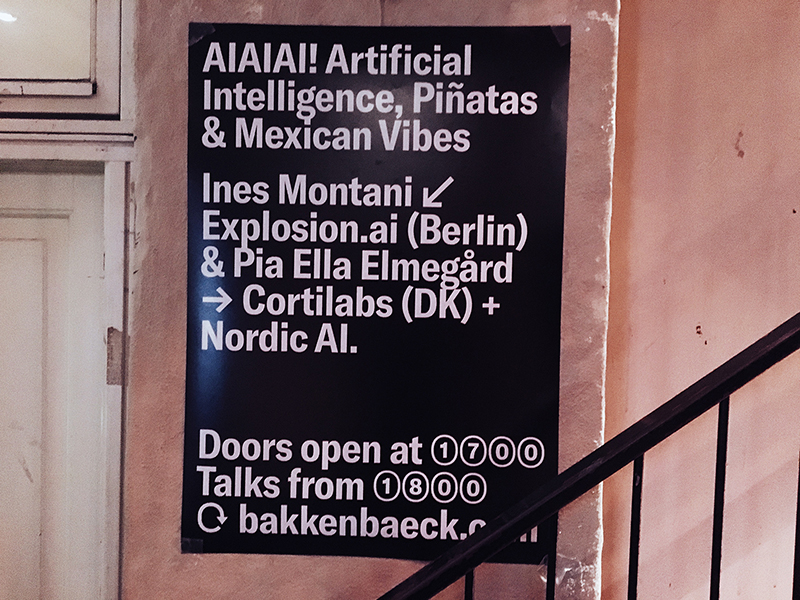 AIAIAI! Artificial
Intelligence, Piñatas
& Mexican Vibes
Ines Montani ↙
Explosion.ai (Berlin)
& Pia Ella Elmegård
→ Cortilabs (DK) +
Nordic AI.
Doors open at ①⑦⓪⓪
Talks from ①⑧⓪⓪
⟳ bakkenbaeck.